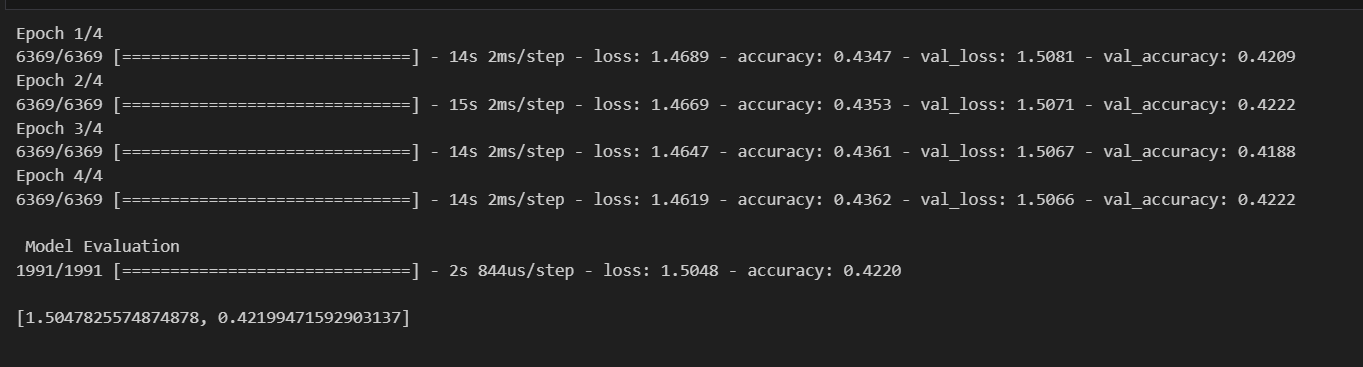 Epoch 1/4
6369/6369 [==============================] - 14s 2ms/step - loss: 1.4689 - accuracy: 0.4347 - val_loss: 1.5081 - val_accuracy: 0.4209
Epoch 2/4
6369/6369 [==============================] - 15s 2ms/step - loss: 1.4669 - accuracy: 0.4353 - val_loss: 1.5071 - val_accuracy: 0.4222
Epoch 3/4
6369/6369 [==============================] - 14s 2ms/step - loss: 1.4647 - accuracy: 0.4361 - val_loss: 1.5067 - val_accuracy: 0.4188
Epoch 4/4
6369/6369 [==============================] - 14s 2ms/step - loss: 1.4619 - accuracy: 0.4362 - val_loss: 1.5066 - val_accuracy: 0.4222
Model Evaluation
1991/1991 [==============================] - 2s 844us/step - loss: 1.5048 - accuracy: 0.4220
[1.5047825574874878, 0.42199471592903137]